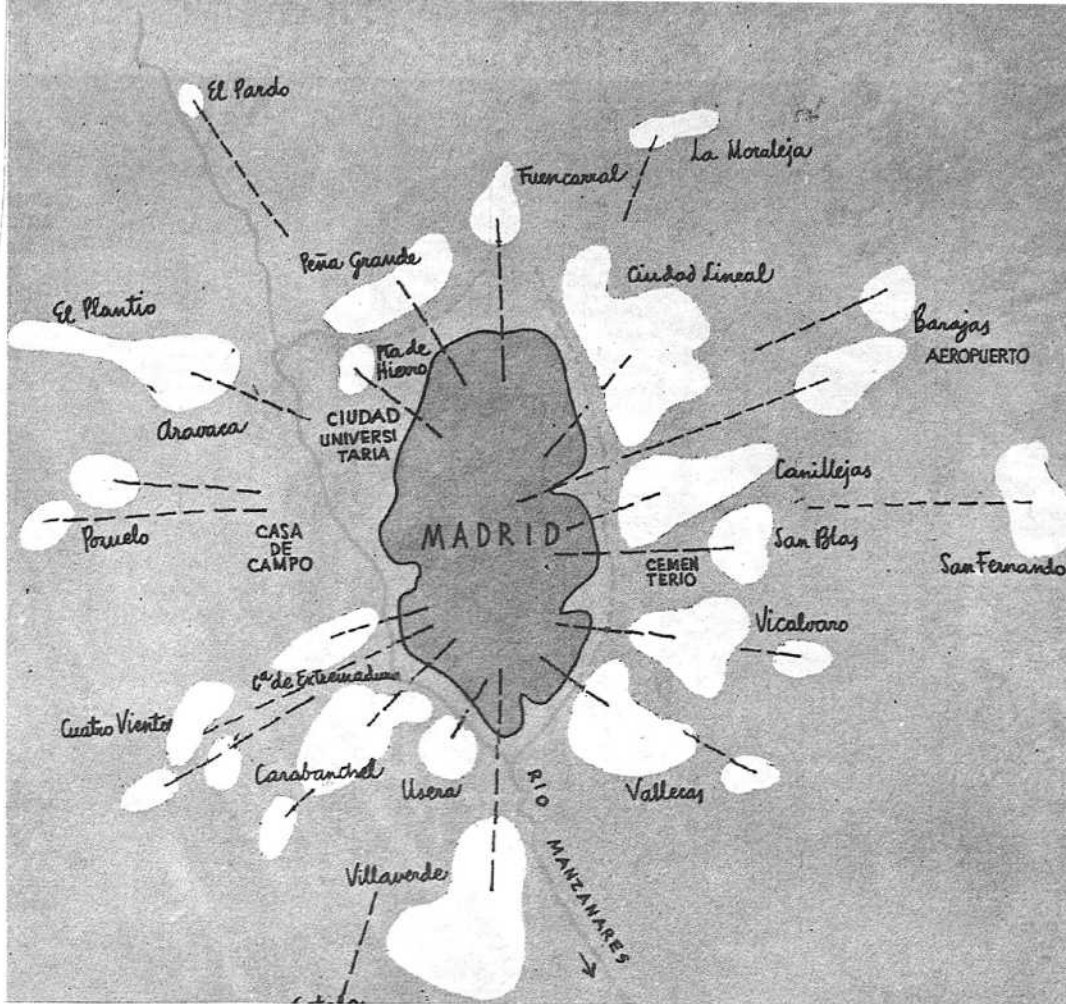 El Pardo
La Moraleja
Fuencarral
Peña Grande
Ciudad Lineal
El Plantio
Barajas
AEROPUERTO
Pta de
Hierro
CIUDAD
UNIVERSI
TARIA
Aravaca
Canillejas
MADRID
Pozuelo
CASA
DE
CAMPO
San Blas
CEMEN
TERIO
San Fernando
Vicalvaro
Cª de Extremadura
Cuatro Vientos
Carabanchel
Usera
Vallecas
RIO
MANZANARES
Villaverde